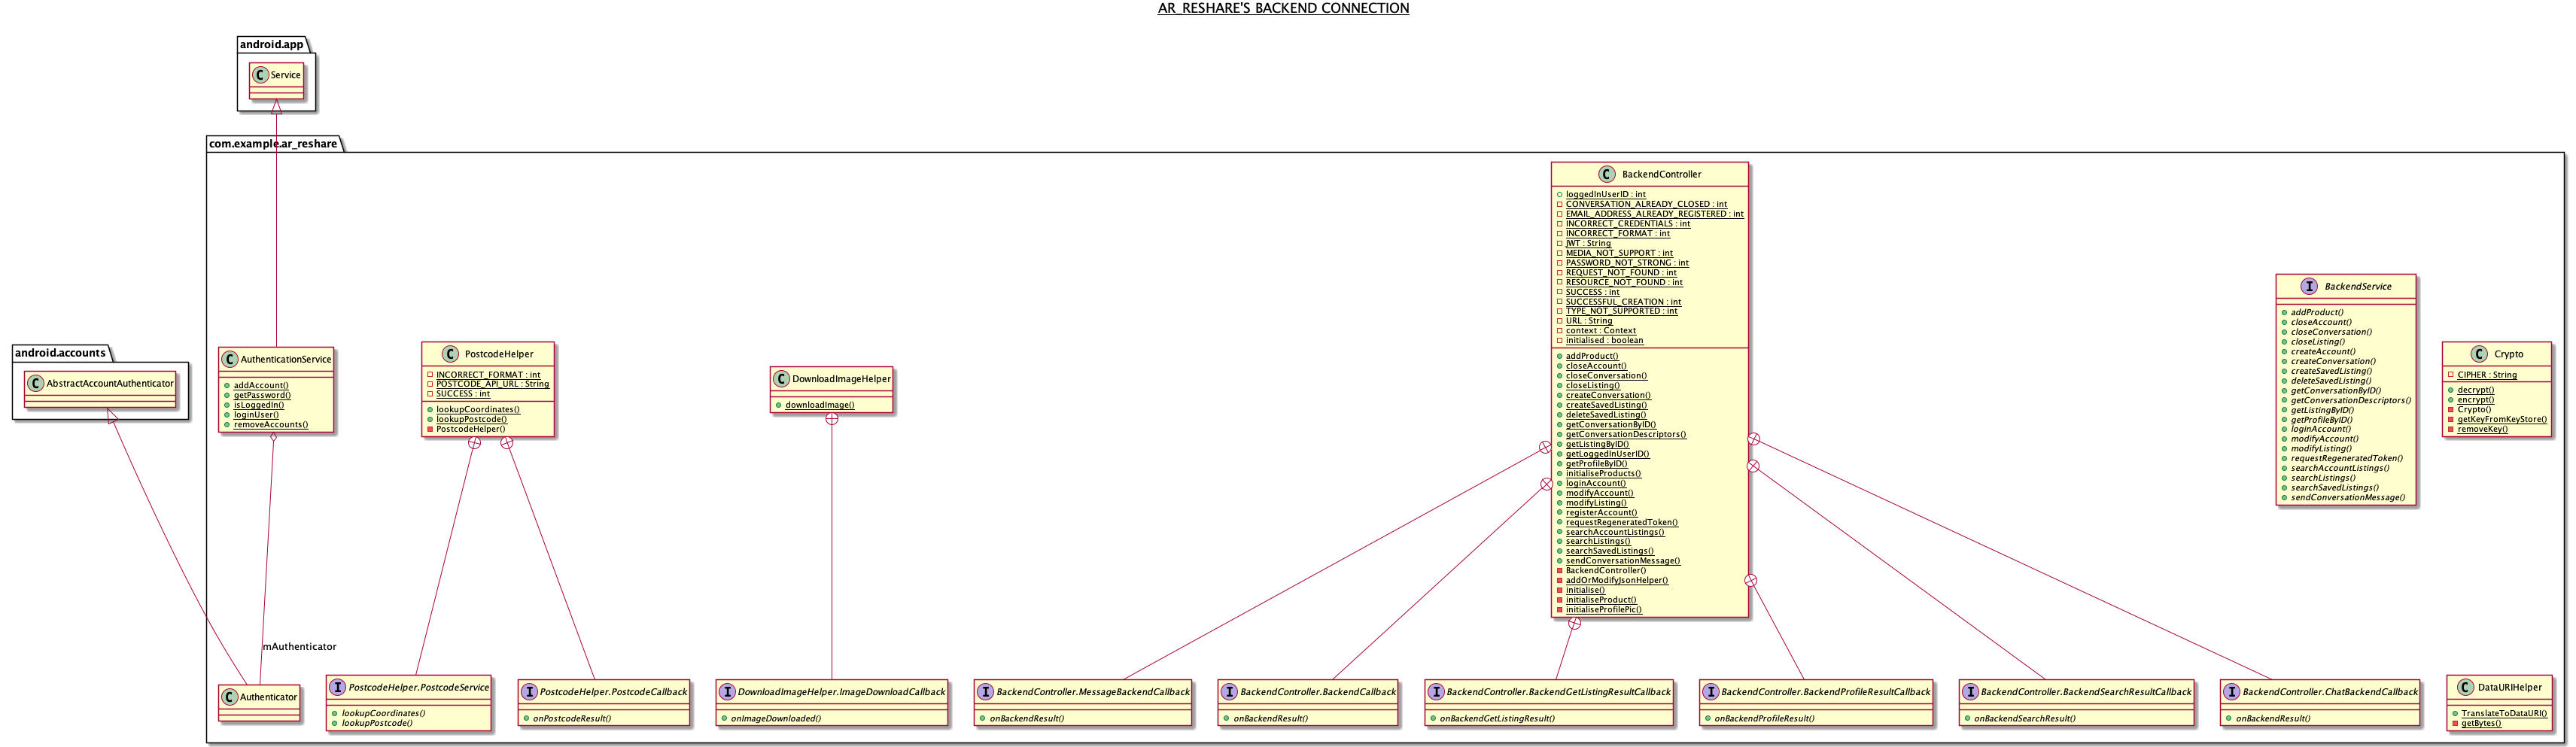 AR_RESHARE'S BACKEND CONNECTION
android.app
C Service
com.example.ar_reshare
android.accounts
C AbstractAccountAuthenticator
C AuthenticationService
addAccount()
getPassword()
isLoggedIn()
loginUser()
removeAccounts()
C PostcodeHelper
INCORRECT_FORMAT : int
POSTCODE_API_URL : String
SUCCESS : int
lookupCoordinates()
lookupPostcode()
PostcodeHelper()
C DownloadImageHelper
downloadImage()
C BackendController
loggedInUserID : int
CONVERSATION_ALREADY_CLOSED : int
EMAIL_ADDRESS_ALREADY_REGISTERED : int
INCORRECT_CREDENTIALS : int
INCORRECT_FORMAT : int
JWT : String
MEDIA_NOT_SUPPORT : int
PASSWORD_NOT_STRONG : int
REQUEST_NOT_FOUND : int
RESOURCE_NOT_FOUND : int
SUCCESS : int
SUCCESSFUL_CREATION : int
TYPE_NOT_SUPPORTED : int
URL : String
context : Context
initialised : boolean
addProduct()
closeAccount()
closeConversation()
closeListing()
createConversation()
createSavedListing()
deleteSavedListing()
getConversationByID()
getConversationDescriptors()
getListingByID()
getLoggedInUserID()
getProfileByID()
initialiseProducts()
loginAccount()
modifyAccount()
modifyListing()
registerAccount()
requestRegeneratedToken()
searchAccountListings()
searchListings()
searchSavedListings()
sendConversationMessage()
BackendController()
addOrModifyJsonHelper()
initialise()
initialiseProduct()
initialiseProfilePic()
I BackendService
addProduct()
closeAccount()
closeConversation()
closeListing()
createAccount()
createConversation()
createSavedListing()
deleteSavedListing()
getConversationByID()
getConversationDescriptors()
getListingByID()
getProfileByID()
loginAccount()
modifyAccount()
modifyListing()
requestRegeneratedToken()
searchAccountListings()
searchListings()
searchSavedListings()
sendConversationMessage()
C Crypto
CIPHER : String
decrypt()
encrypt()
Crypto()
getKeyFromKeyStore()
removeKey()
mAuthenticator
C Authenticator
I PostcodeHelper.PostcodeService
lookupCoordinates()
lookupPostcode()
I PostcodeHelper.PostcodeCallback
onPostcodeResult()
I DownloadImageHelper.ImageDownloadCallback
onImageDownloaded()
I BackendController.MessageBackendCallback
onBackendResult()
I BackendController.BackendCallback
onBackendResult()
I BackendController.BackendGetListingResultCallback
onBackendGetListingResult()
I BackendController.BackendProfileResultCallback
onBackendProfileResult()
I BackendController.BackendSearchResultCallback
onBackendSearchResult()
I BackendController.ChatBackendCallback
onBackendResult()
C DataURIHelper
TranslateToDataURI()
getBytes()